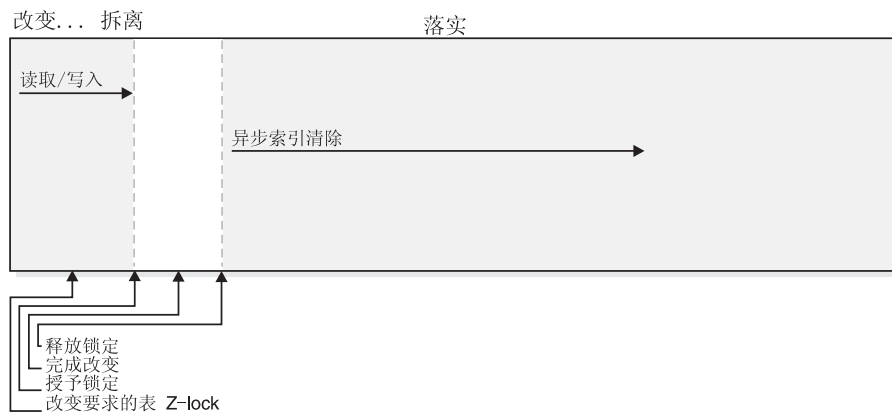 改变... 拆离
落实
读取/写入
异步索引清除
释放锁定
完成改变
授予锁定
改变要求的表 Z-lock